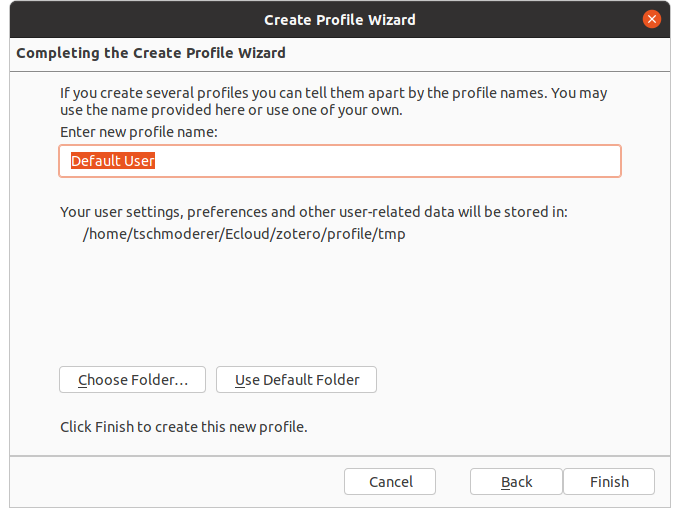 Create Profile Wizard
Completing the Create Profile Wizard
If you create several profiles you can tell them apart by the profile names. You may
use the name provided here or use one of your own.
Enter new profile name:
Default User
Your user settings, preferences and other user-related data will be stored in:
/home/tschmoderer/Ecloud/zotero/profile/tmp
Choose Folder...
Use Default Folder
Click Finish to create this new profile.
Cancel
Back
Finish